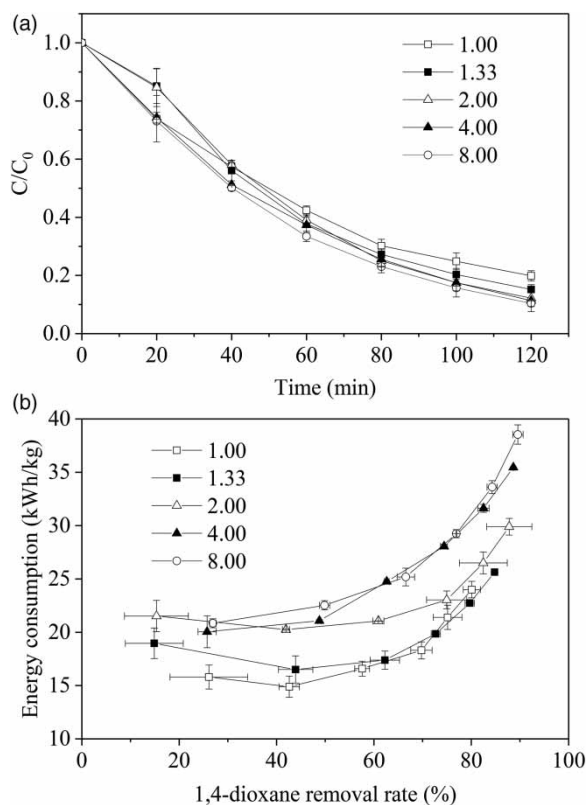 (a)
1.0
0.8
0.6
0.4
0.2
0.0
C/C0
1.00
1.33
2.00
4.00
8.00
0 20 40 60 80 100 120
Time (min)
(b)
40
35
30
25
20
15
10
Energy consumption (kWh/kg)
1.00
1.33
2.00
4.00
8.00
0 20 40 60 80 100
1,4-dioxane removal rate (%)